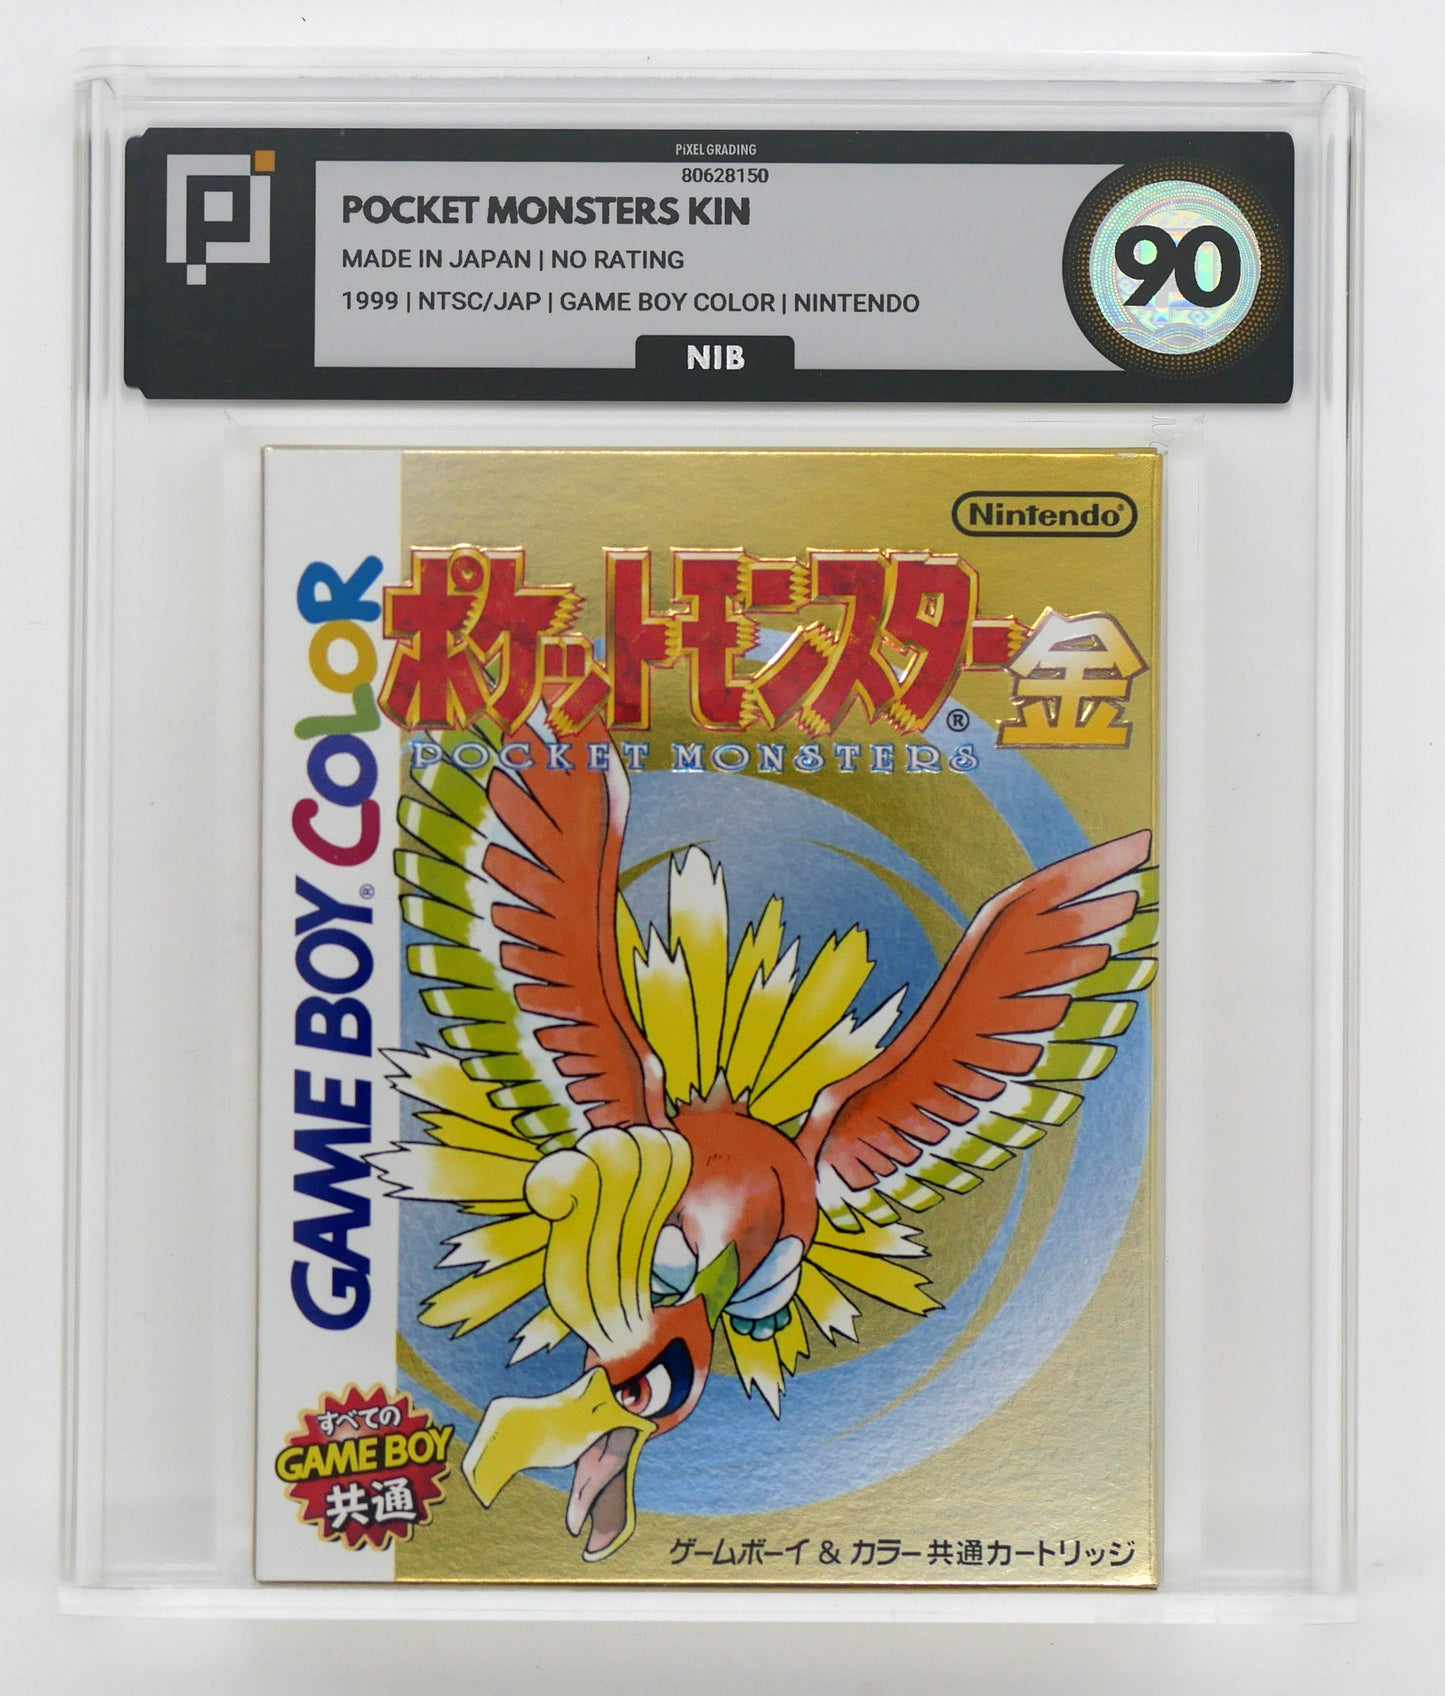 PiXEL GRADING
80628150
POCKET MONSTERS KIN
MADE IN JAPAN | NO RATING
1999 | NTSC/JAP | GAME BOY COLOR | NINTENDO
NIB
90
Nintendo®
ポケットモンスター金
®
POCKET MONSTERS
GAME BOY® COLOR
すべての
GAME BOY
共通
ゲームボーイ & カラー共通カートリッジ